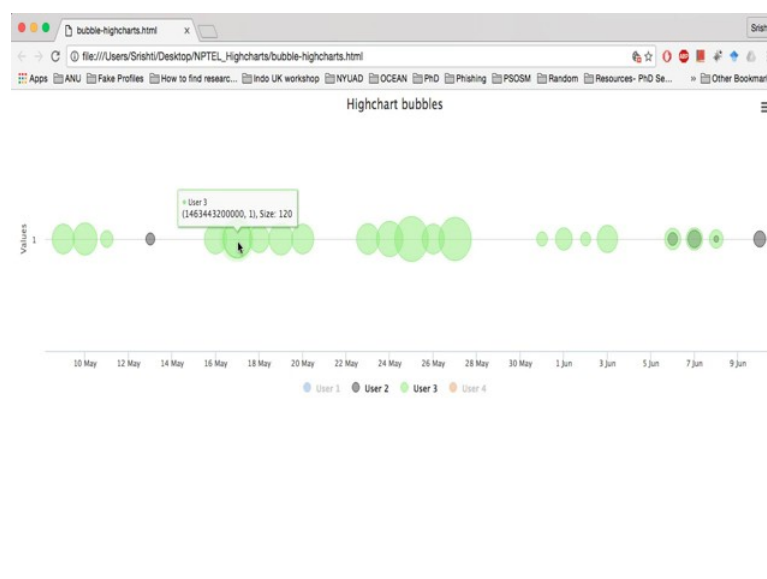 bubble-highcharts.html x
Srish
file:///Users/Srishti/Desktop/NPTEL_Highcharts/bubble-highcharts.html
Apps ANU Fake Profiles How to find researc... Indo UK workshop NYUAD OCEAN PhD Phishing PSOSM Random Resources- PhD Se... » Other Bookmar
Highchart bubbles
User 3
(1463443200000, 1), Size: 120
Values
1
10 May 12 May 14 May 16 May 18 May 20 May 22 May 24 May 26 May 28 May 30 May 1 Jun 3 Jun 5 Jun 7 Jun 9 Jun
User 1 User 2 User 3 User 4